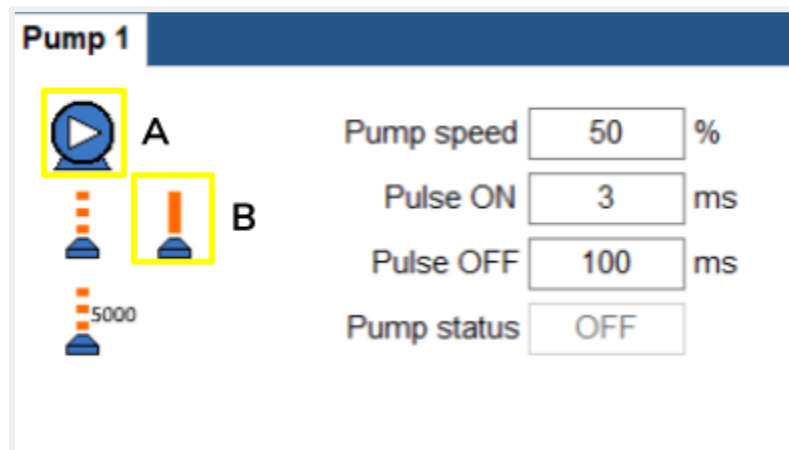 Pump 1
A
Pump speed 50 %
B
Pulse ON 3 ms
Pulse OFF 100 ms
5000
Pump status OFF